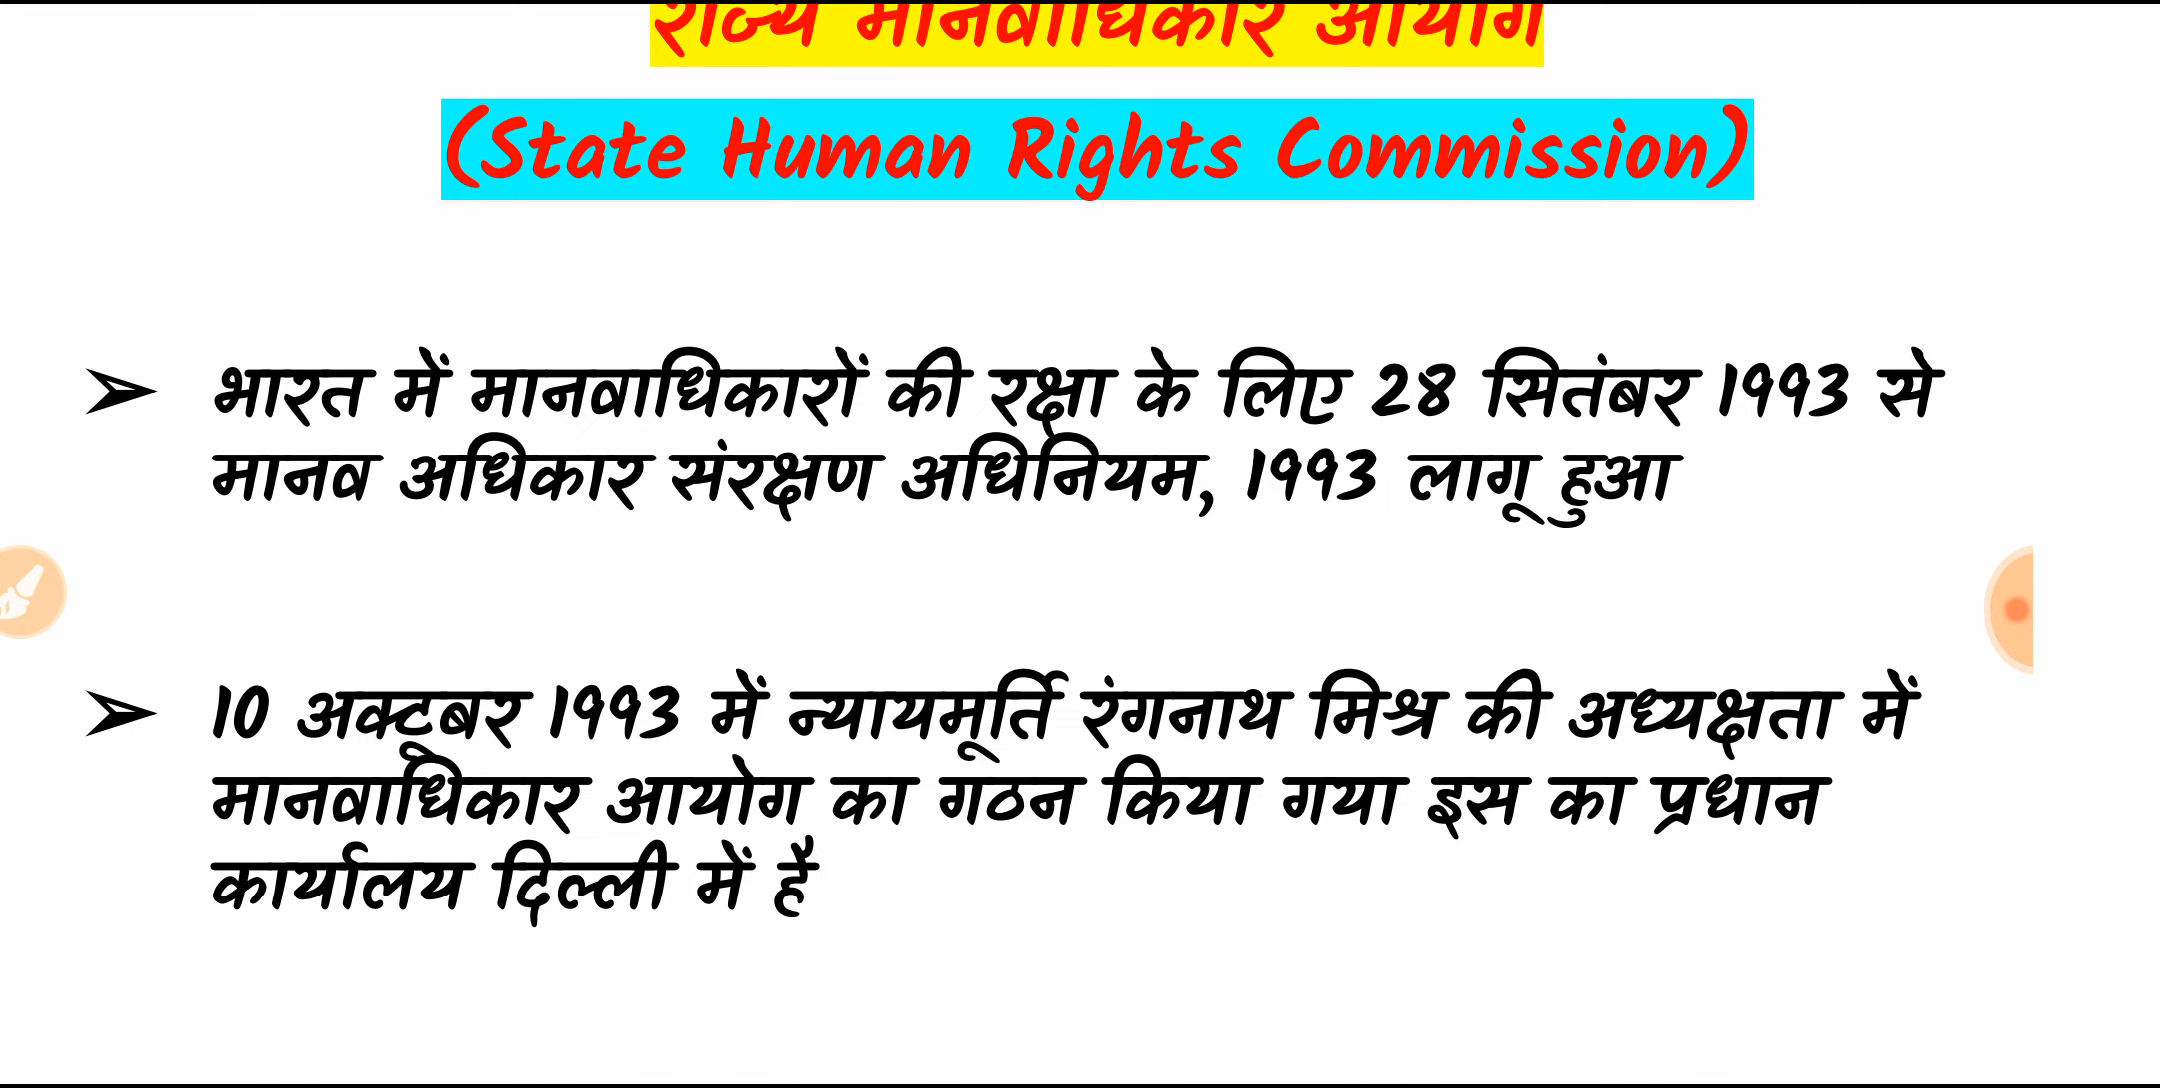 राज्य मानवाधिकार आयोग
(State Human Rights Commission)
➢ भारत में मानवाधिकारों की रक्षा के लिए 28 सितंबर 1993 से
मानव अधिकार संरक्षण अधिनियम, 1993 लागू हुआ
➢ 10 अक्टूबर 1993 में न्यायमूर्ति रंगनाथ मिश्र की अध्यक्षता में
मानवाधिकार आयोग का गठन किया गया इस का प्रधान
कार्यालय दिल्ली में है